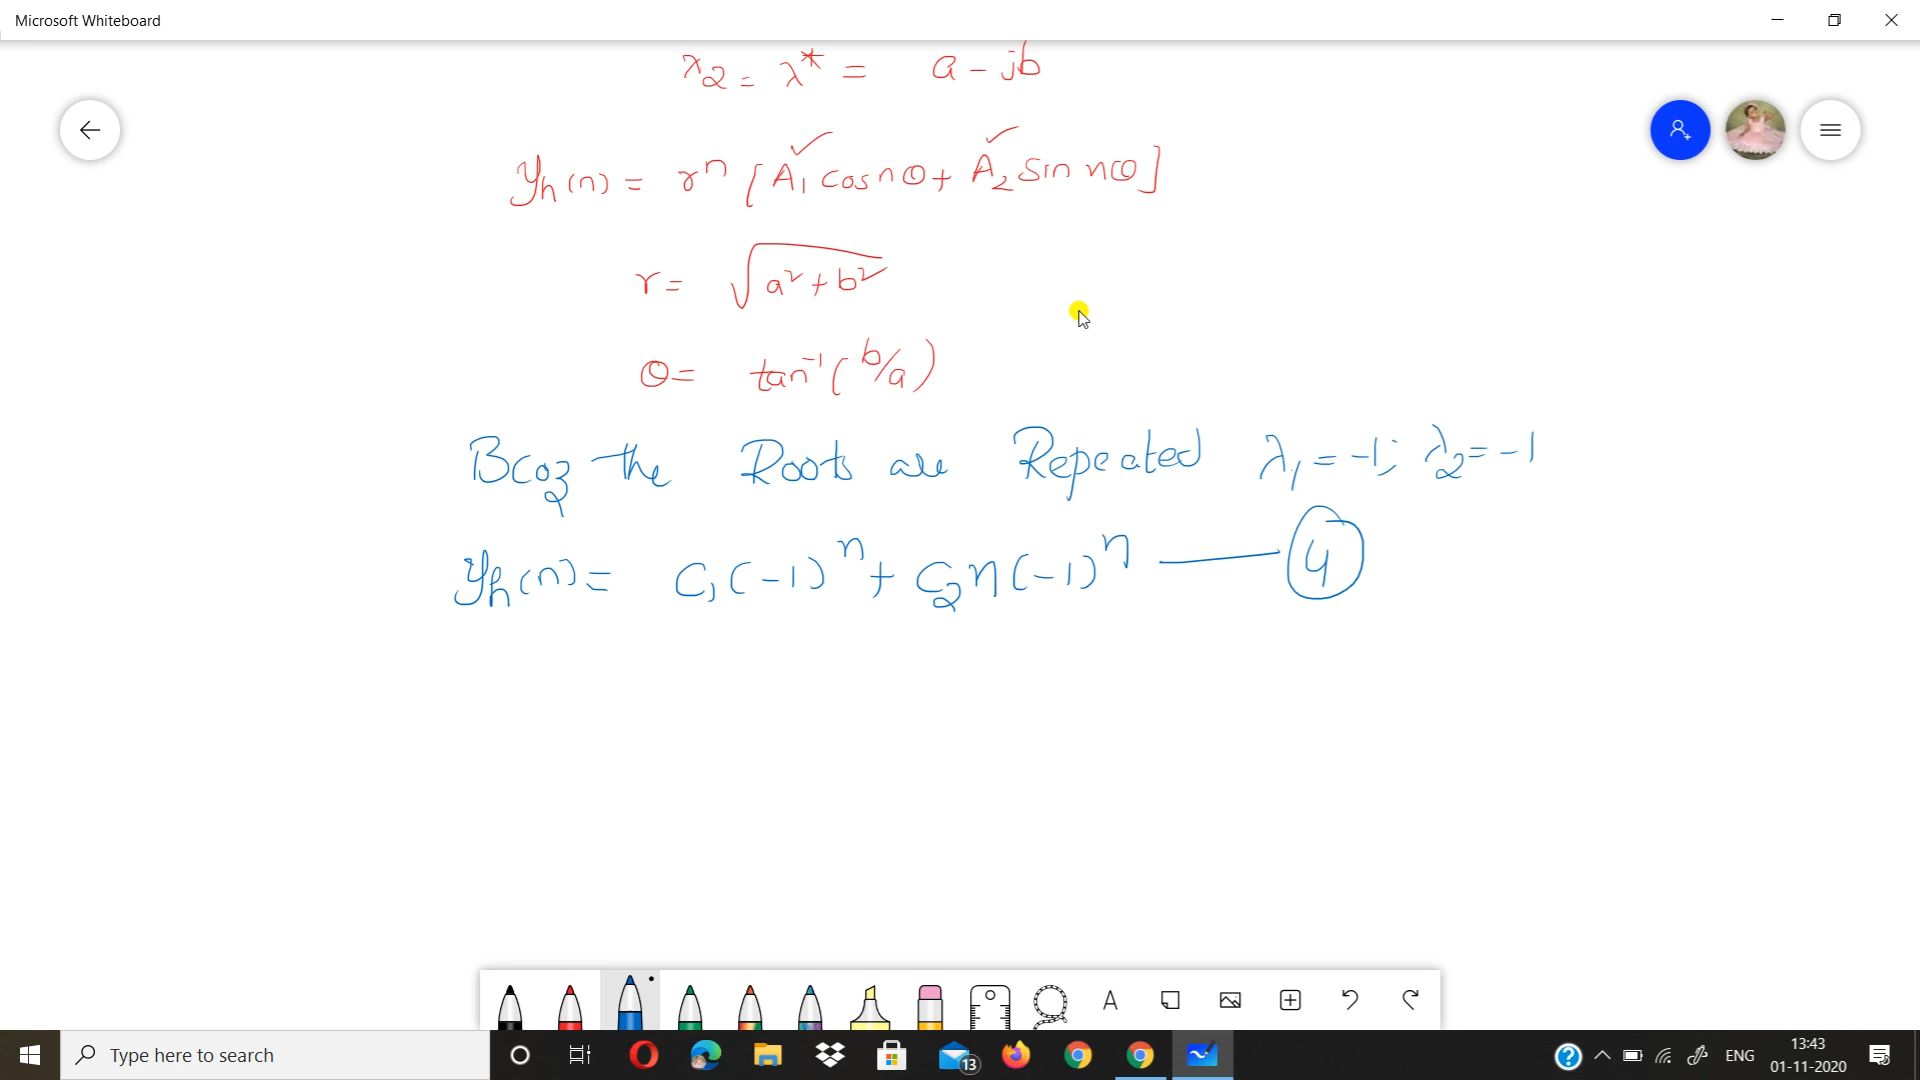 Microsoft Whiteboard
λ2 = λ* = a - jb
yh(n) = r^n [A1 cos nθ + A2 sin nθ]
r = √(a²+b²)
θ = tan⁻¹(b/a)
Bcoz the Roots are Repeated λ1 = -1; λ2 = -1
yh(n) = C1(-1)^n + C2 n(-1)^n —— 4
A
Type here to search
13
ENG
13:43
01-11-2020